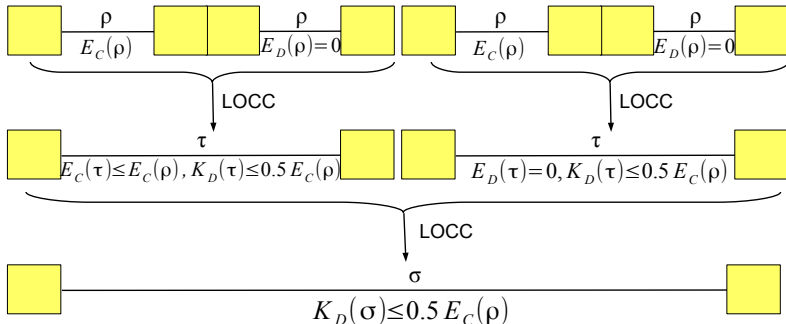 ρ ρ ρ ρ
E_C(ρ) E_D(ρ)=0 E_C(ρ) E_D(ρ)=0
LOCC LOCC
τ τ
E_C(τ)≤E_C(ρ), K_D(τ)≤0.5 E_C(ρ) E_D(τ)=0, K_D(τ)≤0.5 E_C(ρ)
LOCC
σ
K_D(σ)≤0.5 E_C(ρ)